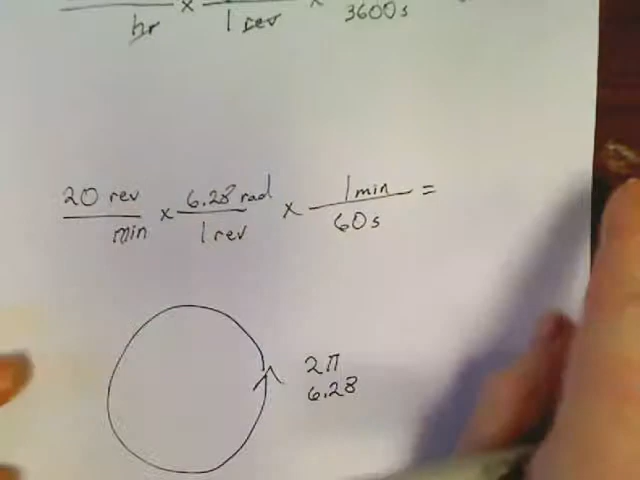 hr × 1 rev × 3600s
20 rev/min × 6.28 rad/1 rev × 1 min/60s =
2π
6.28